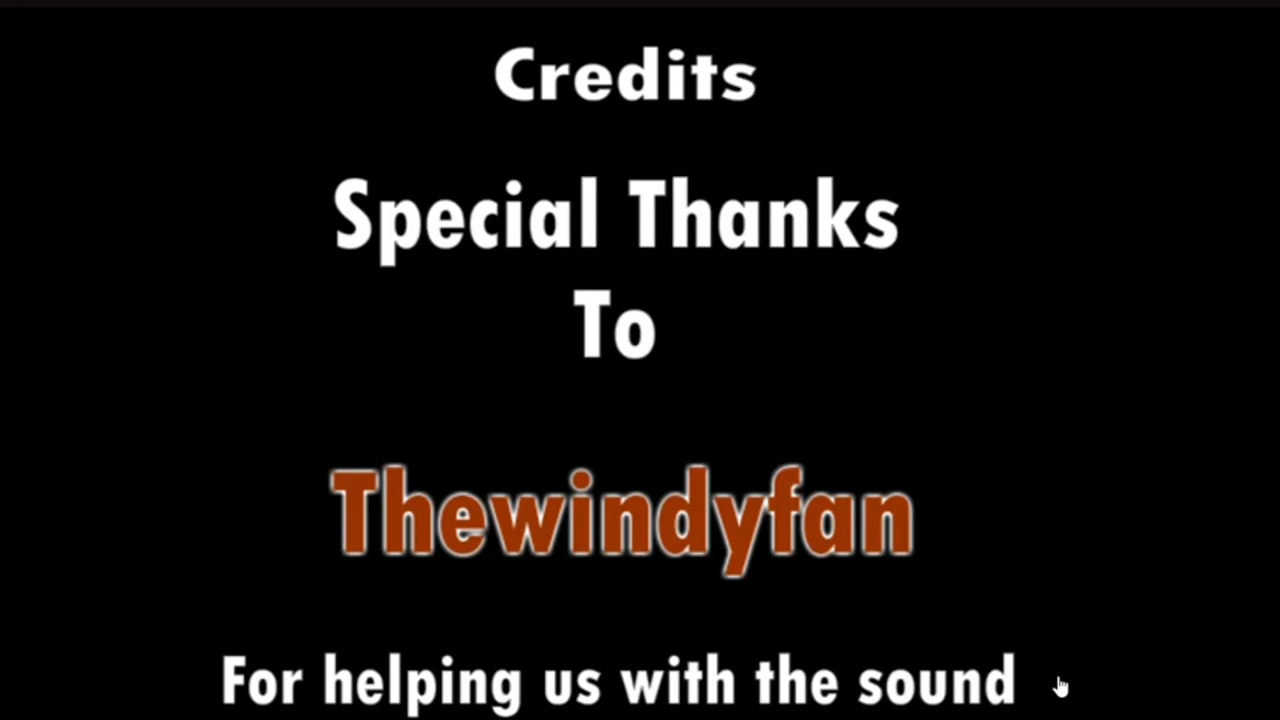 Credits
Special Thanks
To
Thewindyfan
For helping us with the sound